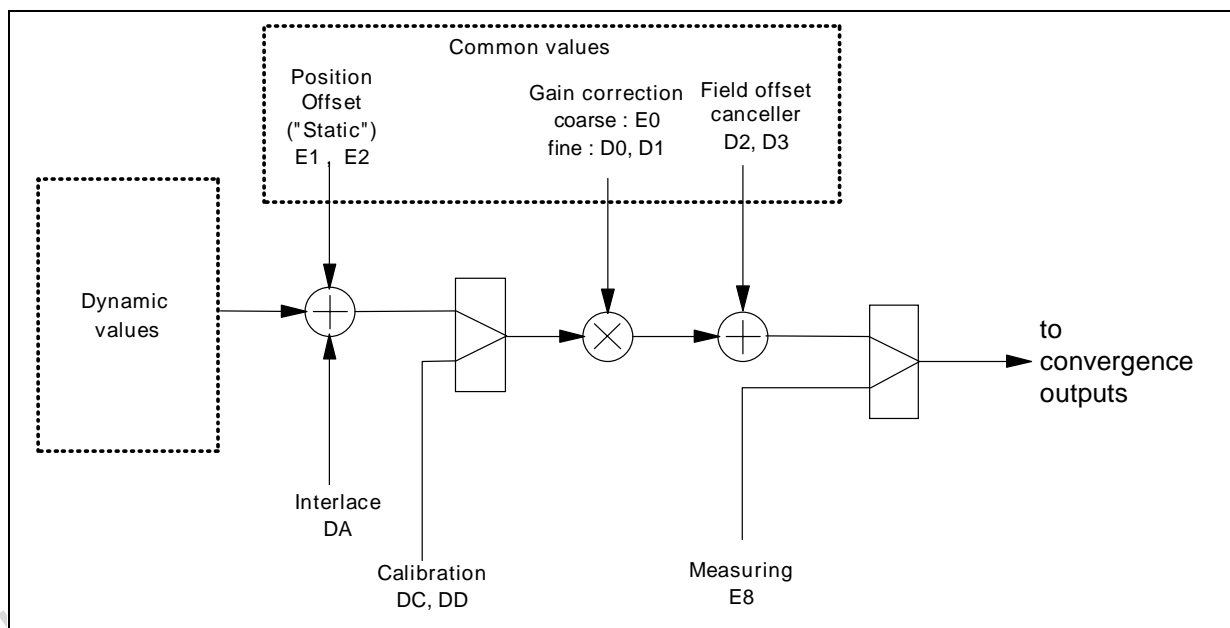 Common values
Position
Offset
("Static")
E1 , E2
Gain correction
coarse : E0
fine : D0, D1
Field offset
canceller
D2, D3
Dynamic
values
to
convergence
outputs
Interlace
DA
Calibration
DC, DD
Measuring
E8